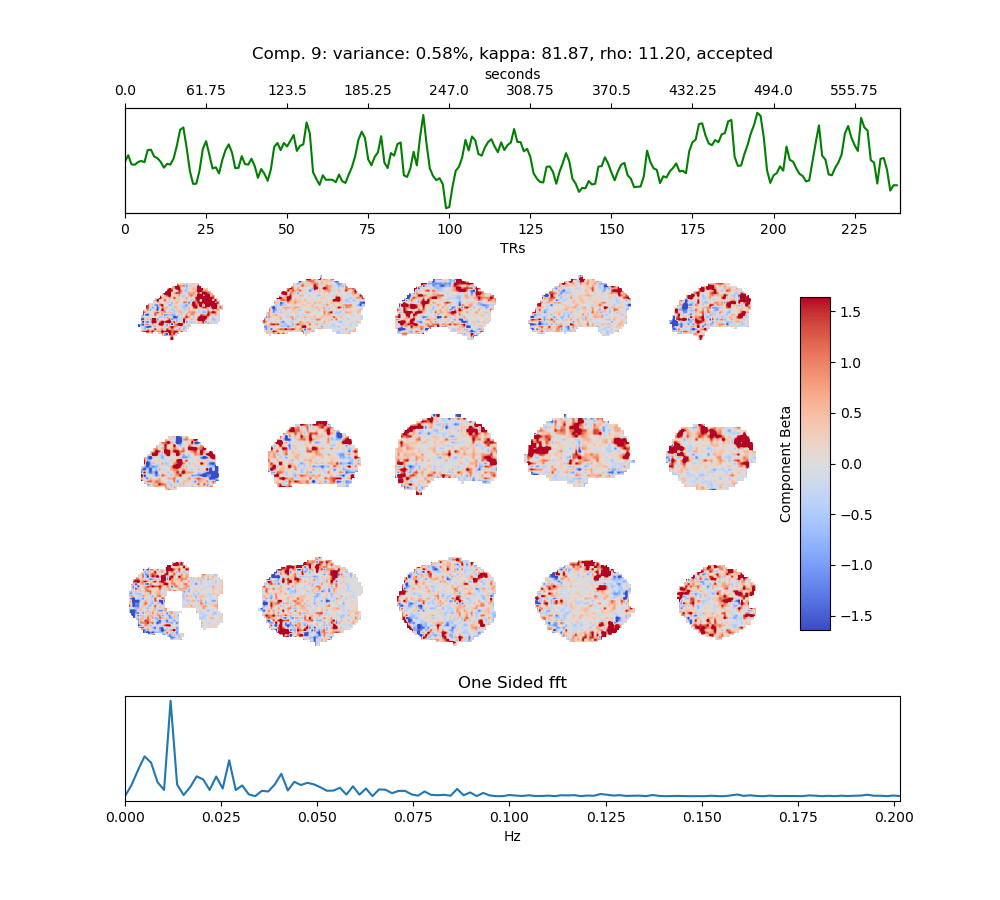 Comp. 9: variance: 0.58%, kappa: 81.87, rho: 11.20, accepted
seconds
0.0 61.75 123.5 185.25 247.0 308.75 370.5 432.25 494.0 555.75
0 25 50 75 100 125 150 175 200 225
TRs
1.5
1.0
0.5
0.0
−0.5
−1.0
−1.5
Component Beta
One Sided fft
0.000 0.025 0.050 0.075 0.100 0.125 0.150 0.175 0.200
Hz